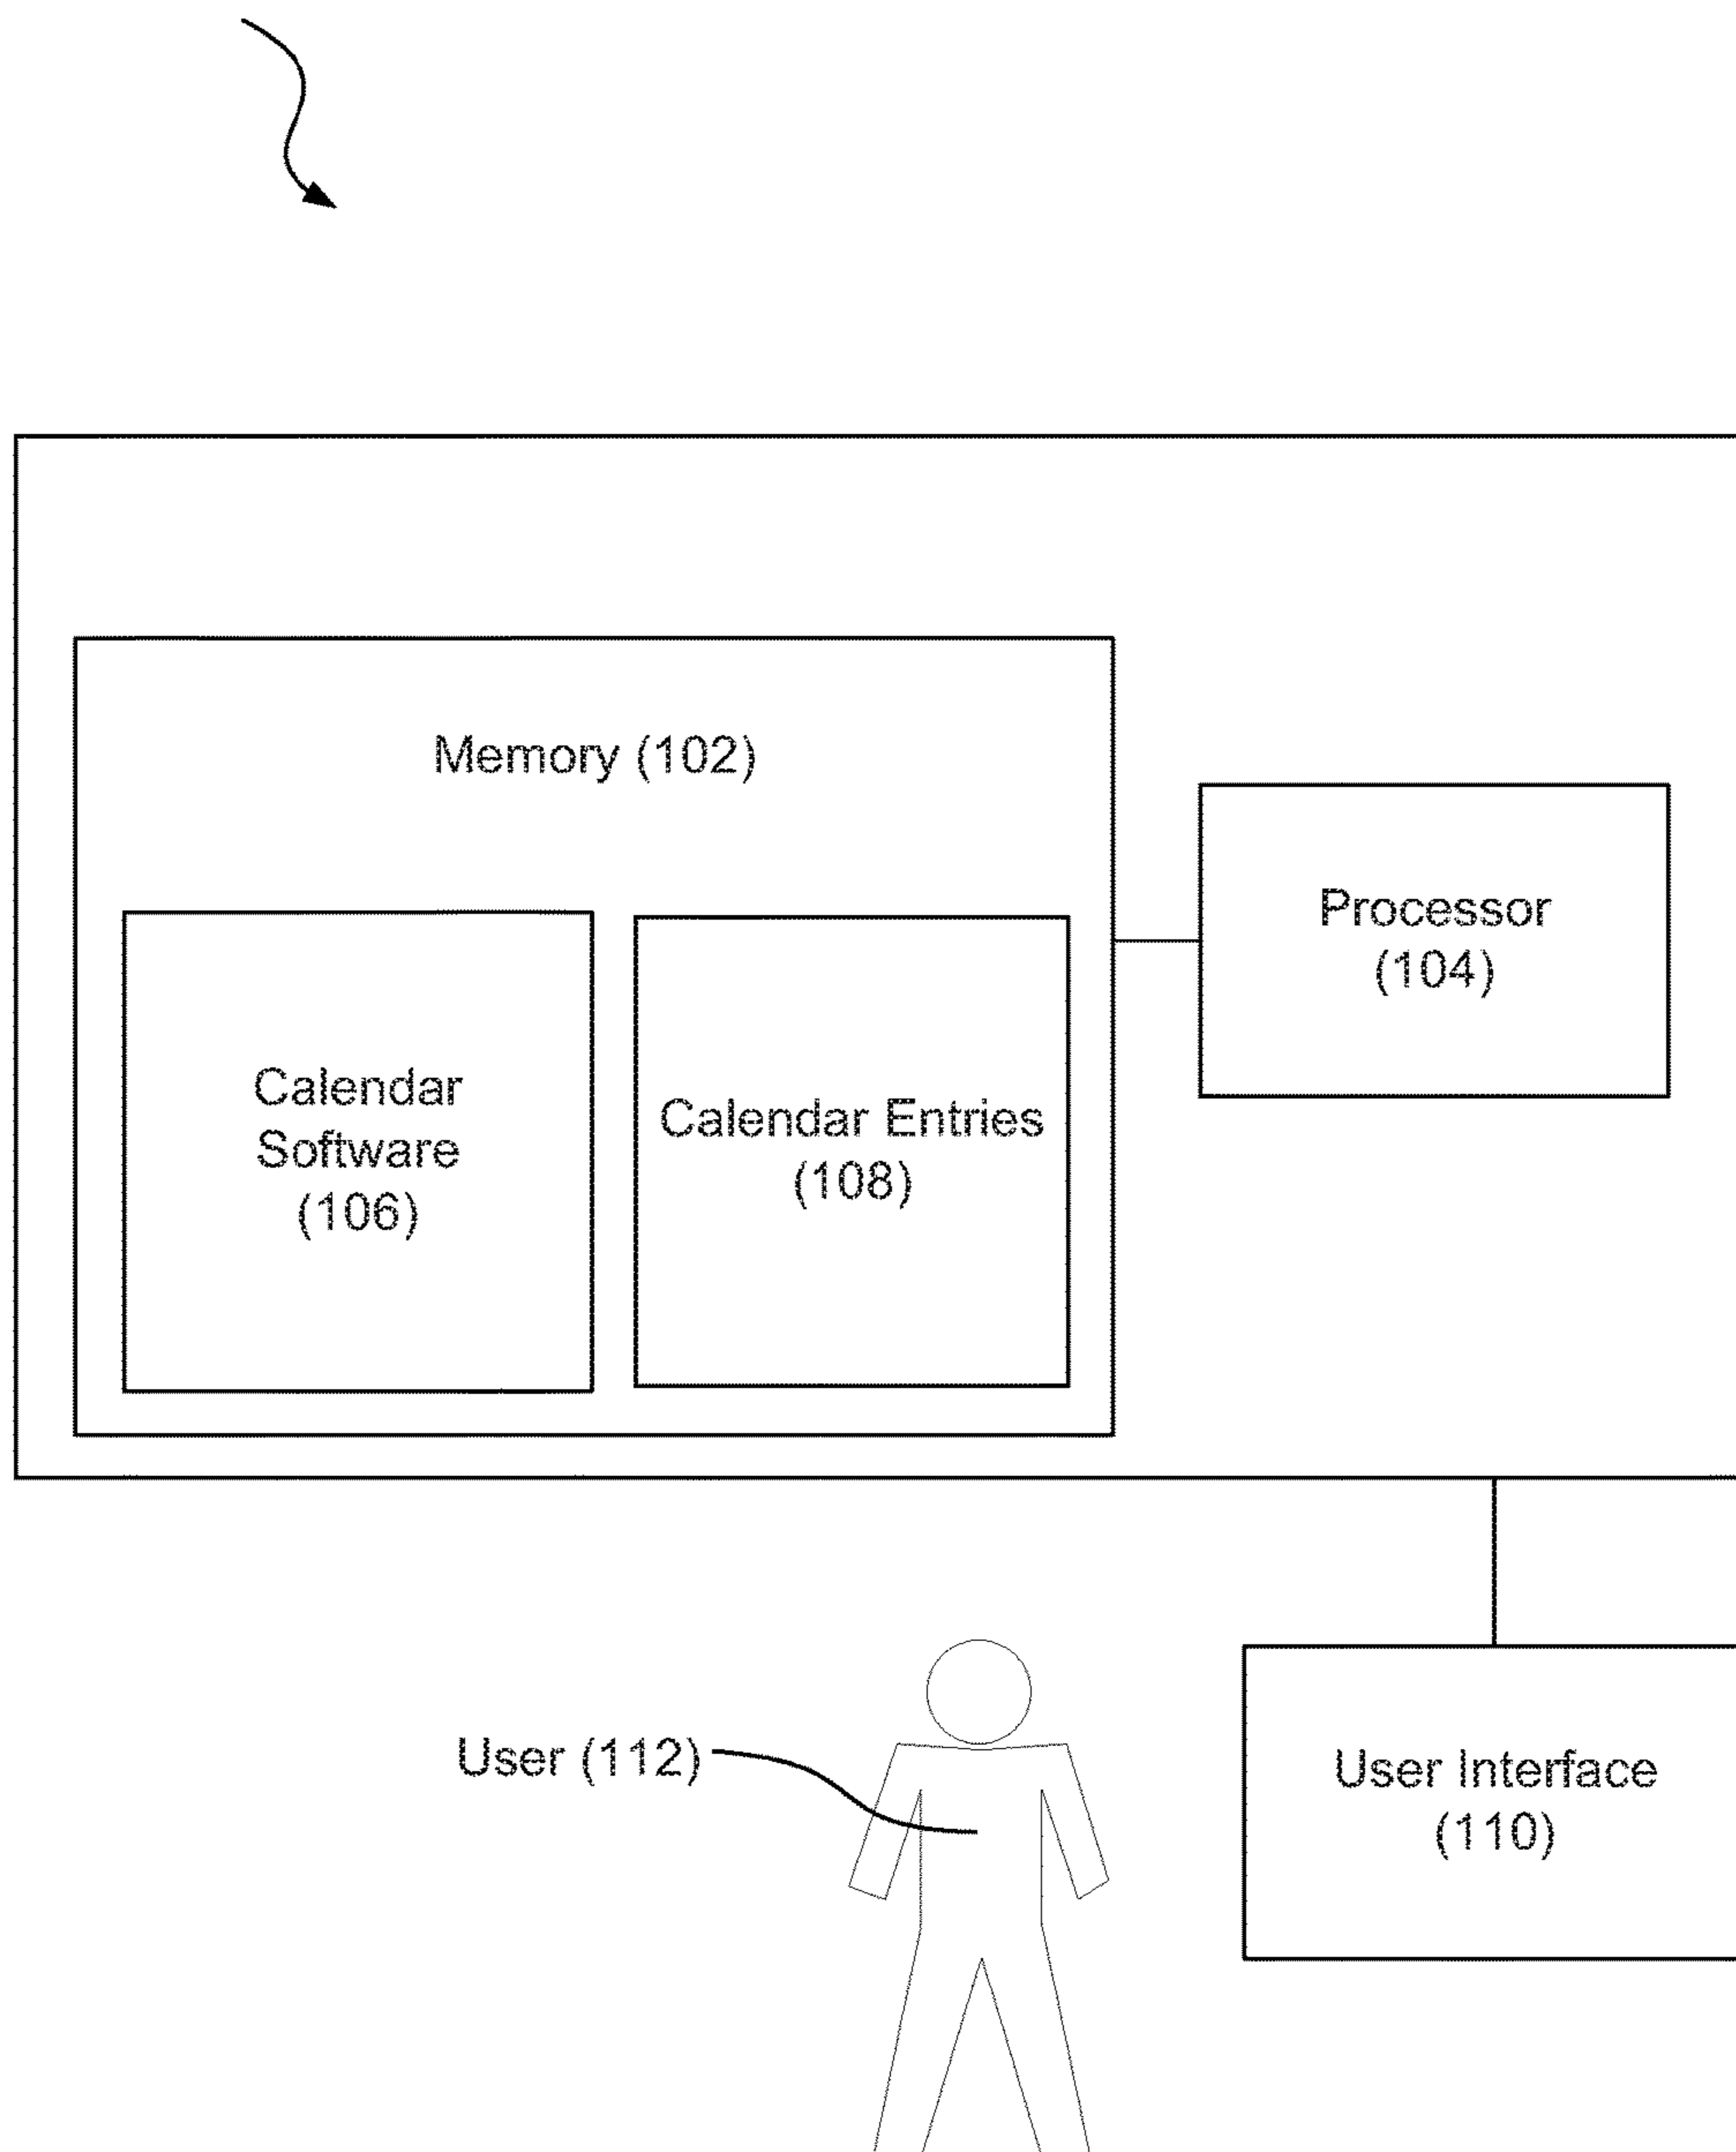 Memory (102)
Processor
(104)
Calendar
Software
(106)
Calendar Entries
(108)
User (112)
User Interface
(110)